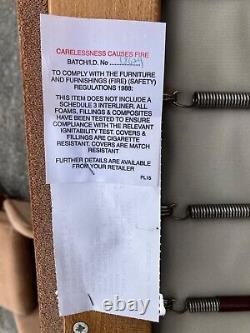 CARELESSNESS CAUSES FIRE
BATCH/I.D. No
TO COMPLY WITH THE FURNITURE
AND FURNISHINGS (FIRE) (SAFETY)
REGULATIONS 1988:
THIS ITEM DOES NOT INCLUDE A
SCHEDULE 3 INTERLINER. ALL
FOAMS, FILLINGS & COMPOSITES
HAVE BEEN TESTED TO ENSURE
COMPLIANCE WITH THE RELEVANT
IGNITABILITY TEST. COVERS &
FILLINGS ARE CIGARETTE
RESISTANT. COVERS ARE MATCH
RESISTANT
FURTHER DETAILS ARE AVAILABLE
FROM YOUR RETAILER
FL15
ebay